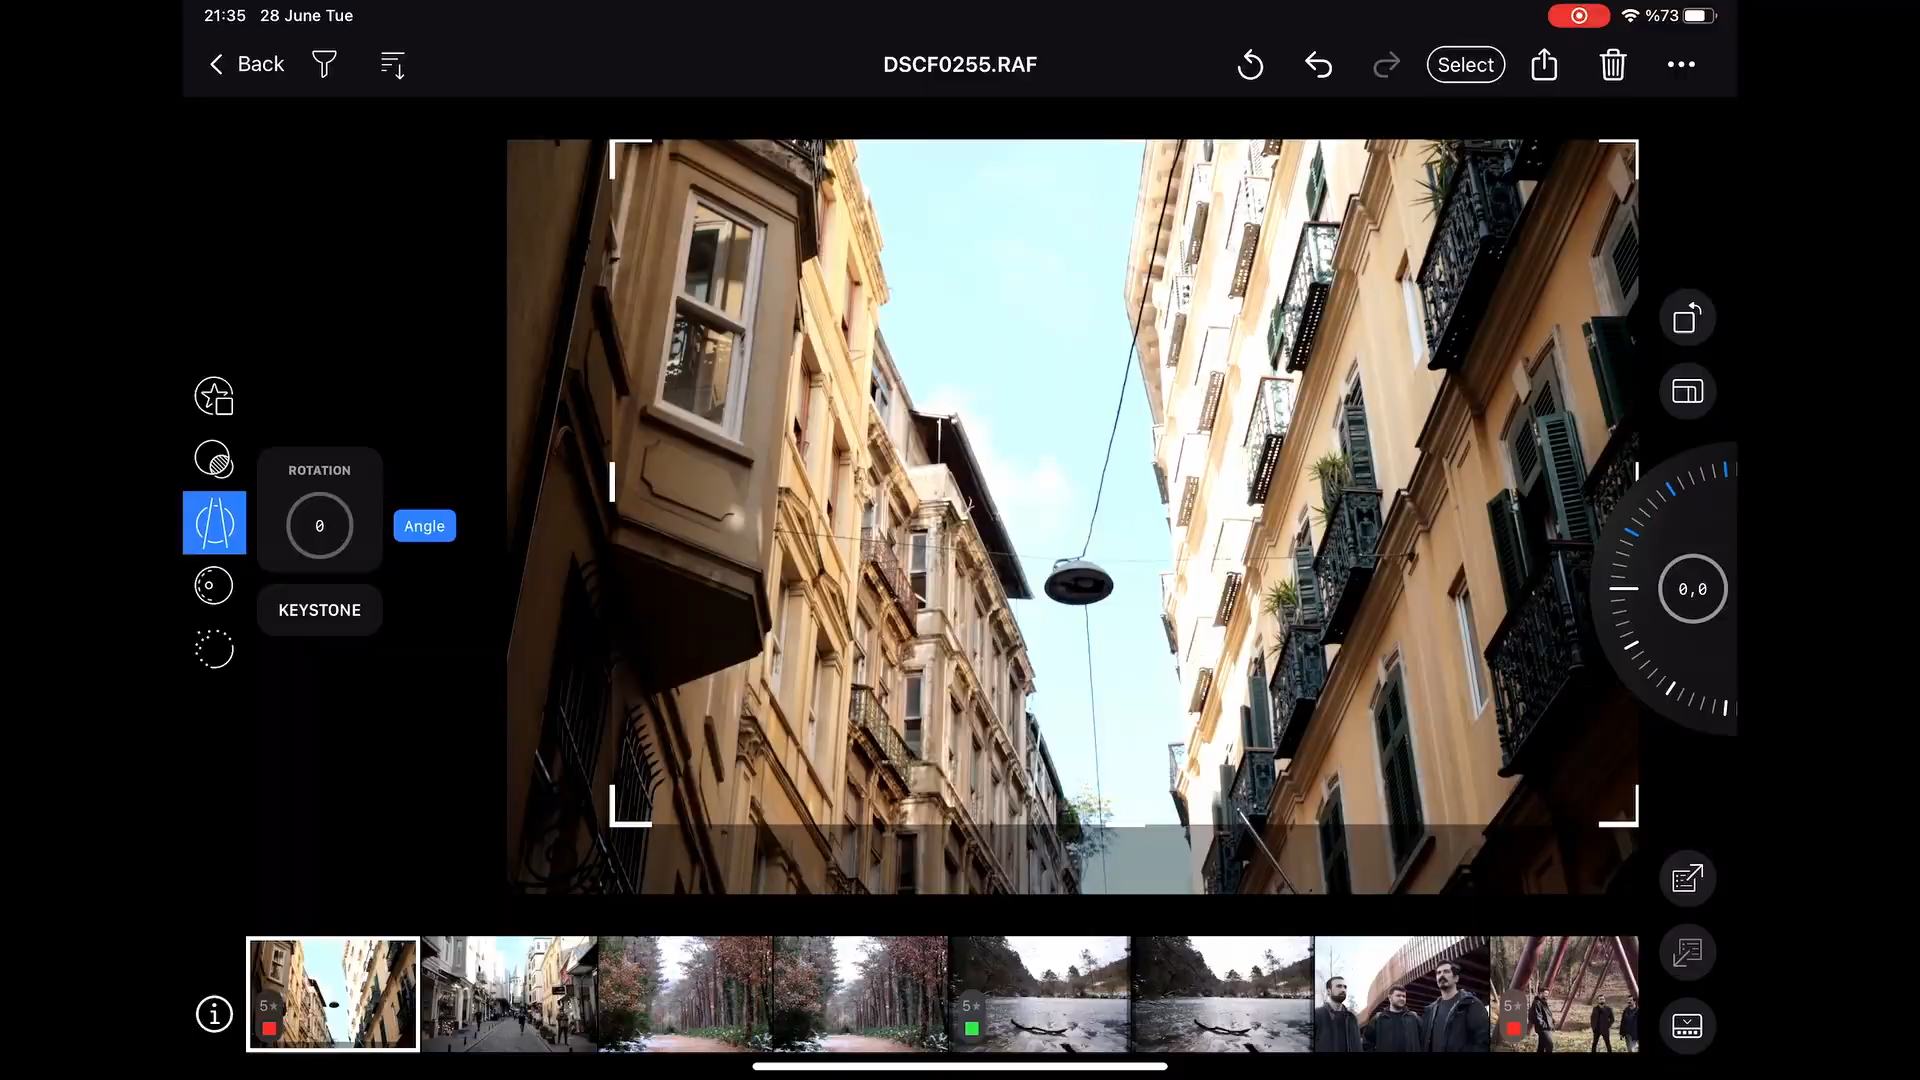 21:35 28 June Tue
%73
Back
DSCF0255.RAF
Select
ROTATION
0
Angle
KEYSTONE
0,0
5★
5★
5★